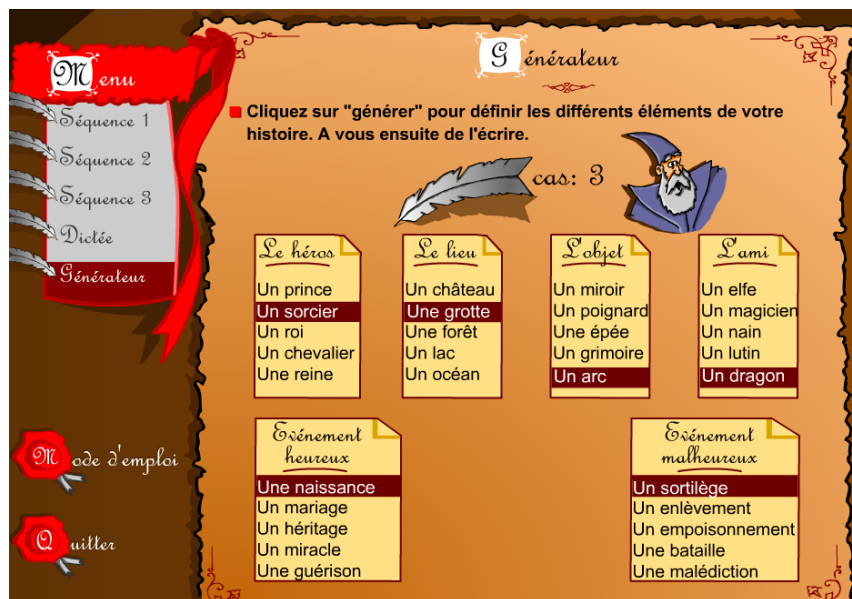 Menu
Séquence 1
Séquence 2
Séquence 3
Dictée
Générateur
Mode d'emploi
Quitter
Générateur
Cliquez sur "générer" pour définir les différents éléments de votre
histoire. A vous ensuite de l'écrire.
cas: 3
Le héros
Un prince
Un sorcier
Un roi
Un chevalier
Une reine
Le lieu
Un château
Une grotte
Une forêt
Un lac
Un océan
L'objet
Un miroir
Un poignard
Une épée
Un grimoire
Un arc
L'ami
Un elfe
Un magicien
Un nain
Un lutin
Un dragon
Evénement
heureux
Une naissance
Un mariage
Un héritage
Un miracle
Une guérison
Evénement
malheureux
Un sortilège
Un enlèvement
Un empoisonnement
Une bataille
Une malédiction